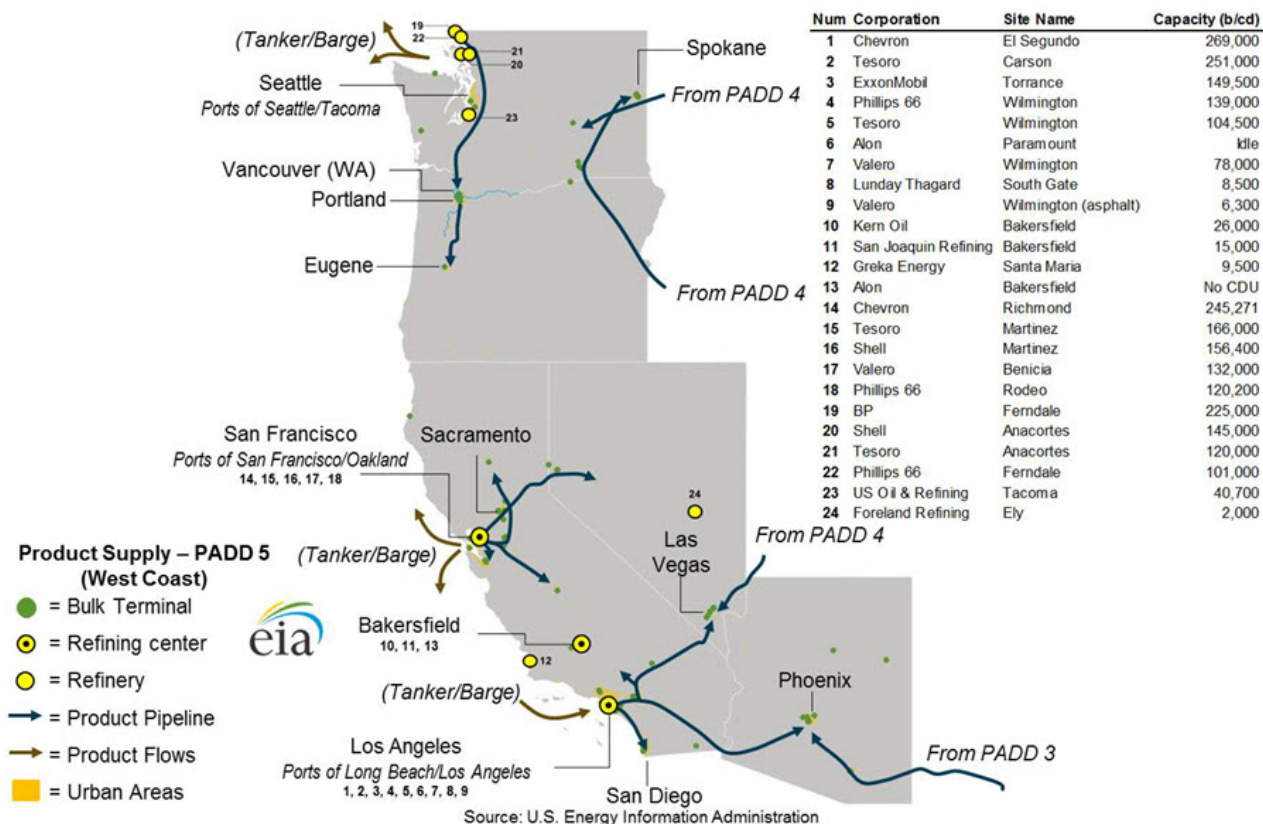 19
22
21
20
(Tanker/Barge)
Seattle
Ports of Seattle/Tacoma
23
Spokane
From PADD 4
Vancouver (WA)
Portland
Eugene
From PADD 4
Num Corporation Site Name Capacity (b/cd)
1 Chevron El Segundo 269,000
2 Tesoro Carson 251,000
3 ExxonMobil Torrance 149,500
4 Phillips 66 Wilmington 139,000
5 Tesoro Wilmington 104,500
6 Alon Paramount Idle
7 Valero Wilmington 78,000
8 Lunday Thagard South Gate 8,500
9 Valero Wilmington (asphalt) 6,300
10 Kern Oil Bakersfield 26,000
11 San Joaquin Refining Bakersfield 15,000
12 Greka Energy Santa Maria 9,500
13 Alon Bakersfield No CDU
14 Chevron Richmond 245,271
15 Tesoro Martinez 166,000
16 Shell Martinez 156,400
17 Valero Benicia 132,000
18 Phillips 66 Rodeo 120,200
19 BP Ferndale 225,000
20 Shell Anacortes 145,000
21 Tesoro Anacortes 120,000
22 Phillips 66 Ferndale 101,000
23 US Oil & Refining Tacoma 40,700
24 Foreland Refining Ely 2,000
San Francisco
Ports of San Francisco/Oakland
14, 15, 16, 17, 18
Sacramento
24
Las
Vegas
From PADD 4
(Tanker/Barge)
Product Supply – PADD 5
(West Coast)
= Bulk Terminal
= Refining center
= Refinery
= Product Pipeline
= Product Flows
= Urban Areas
eia
Bakersfield
10, 11, 13
12
(Tanker/Barge)
Los Angeles
Ports of Long Beach/Los Angeles
1, 2, 3, 4, 5, 6, 7, 8, 9
San Diego
Phoenix
From PADD 3
Source: U.S. Energy Information Administration